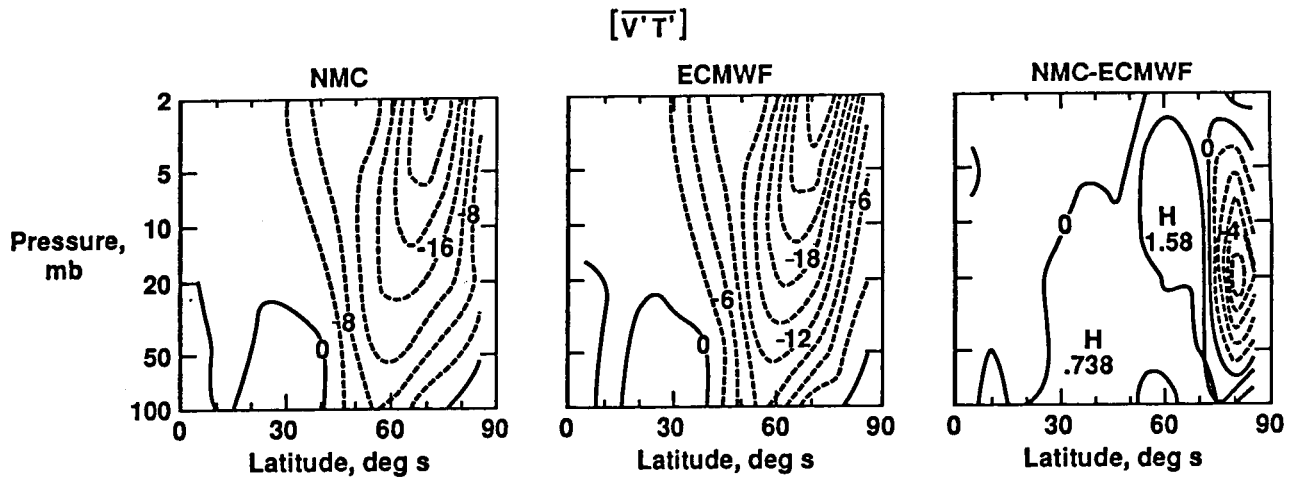 [V'T']
NMC
ECMWF
NMC-ECMWF
2
5
10
20
50
100
Pressure,
mb
-8
-16
-8
0
0 30 60 90
Latitude, deg s
-6
-18
-6
-12
0
0 30 60 90
Latitude, deg s
0
0
H
1.58
-4
H
.738
0 30 60 90
Latitude, deg s